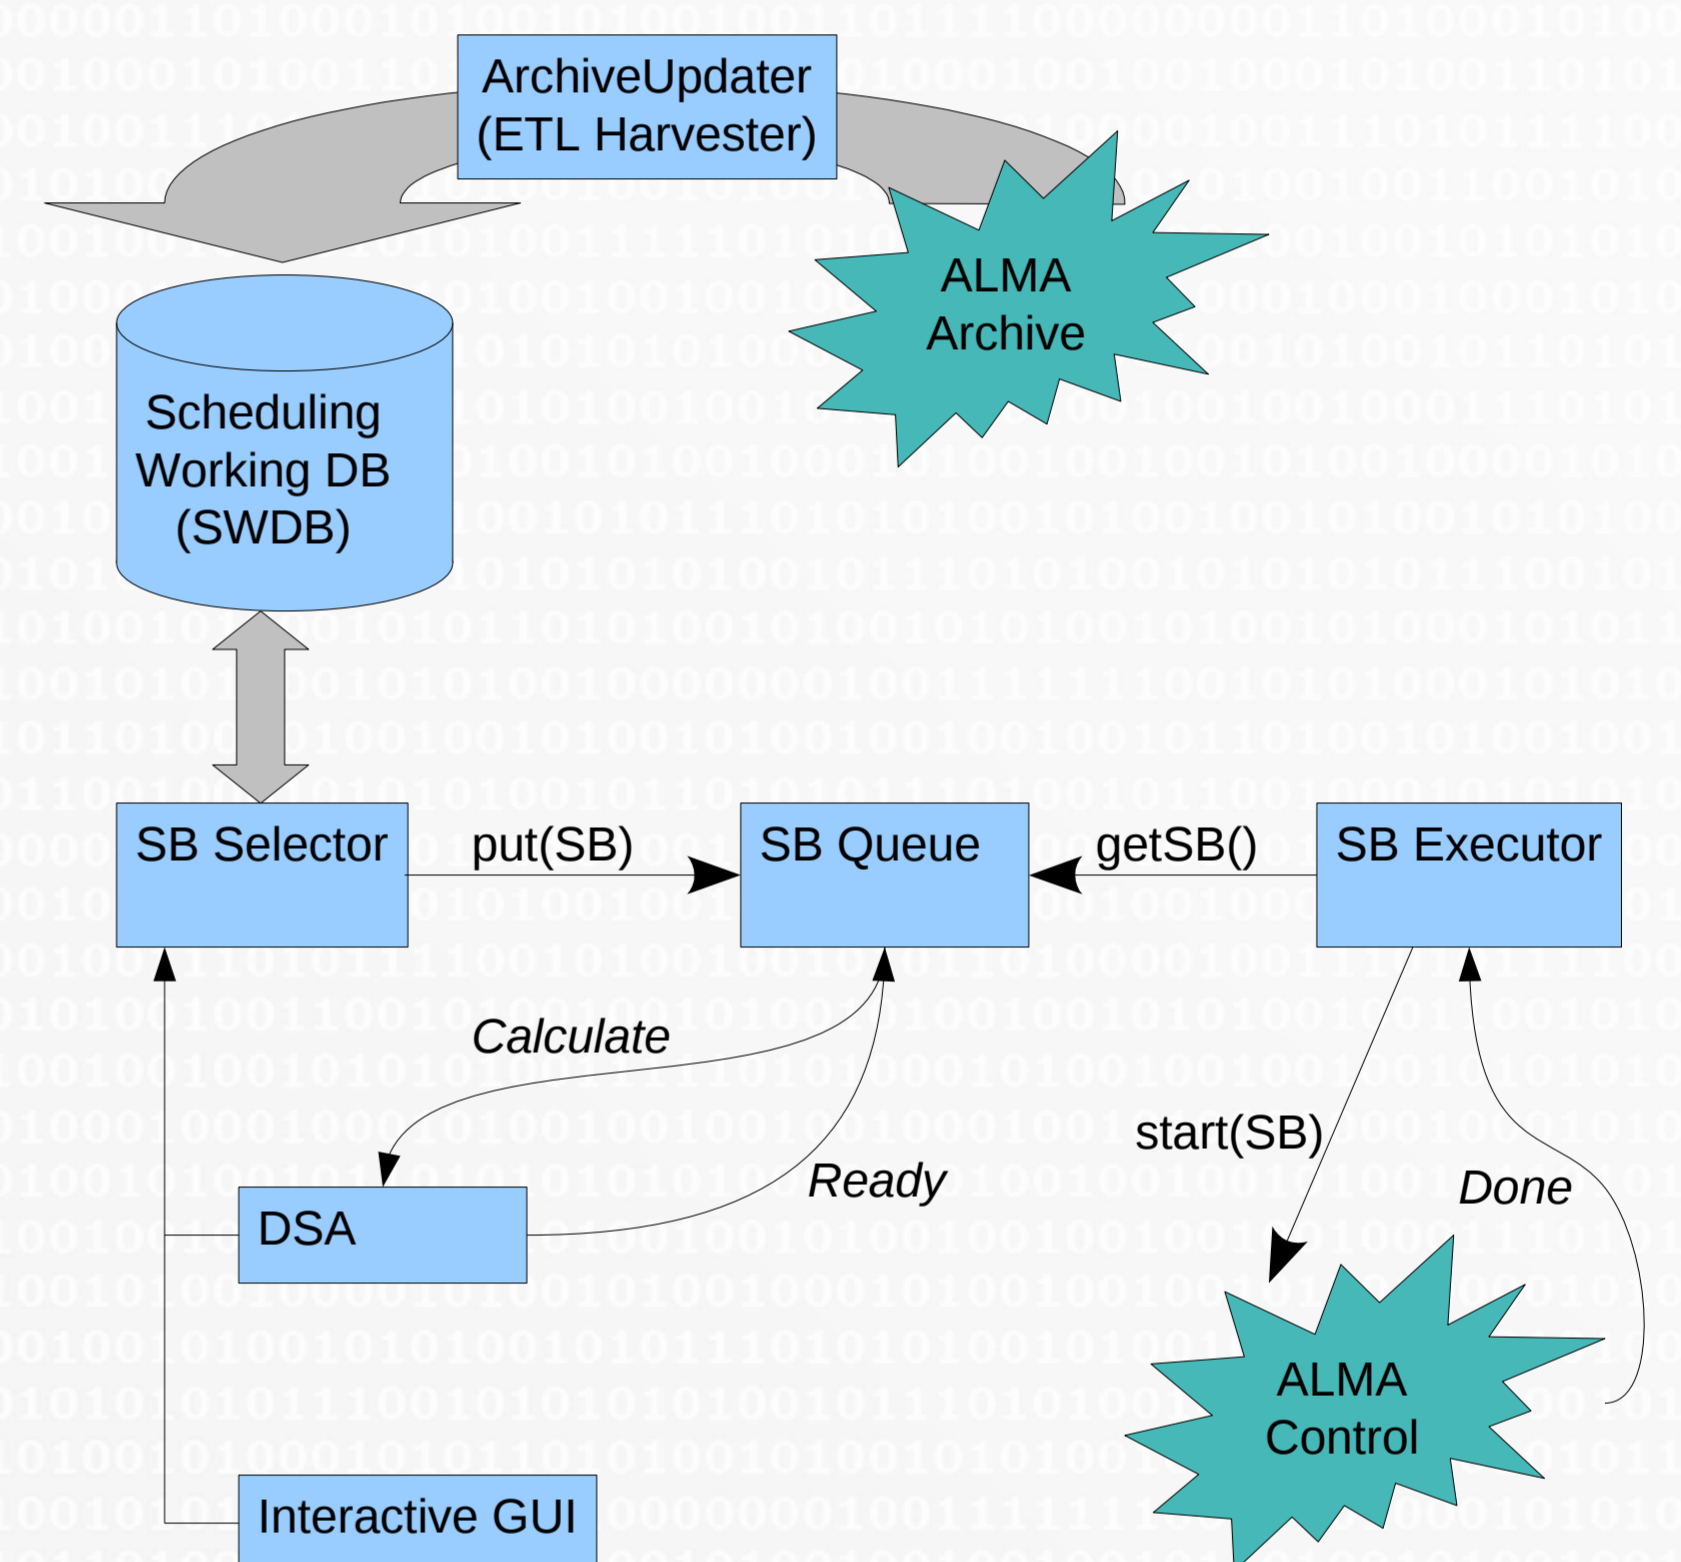 ArchiveUpdater
(ETL Harvester)
ALMA
Archive
Scheduling
Working DB
(SWDB)
SB Selector
put(SB)
SB Queue
getSB()
SB Executor
Calculate
start(SB)
Ready
Done
DSA
ALMA
Control
Interactive GUI